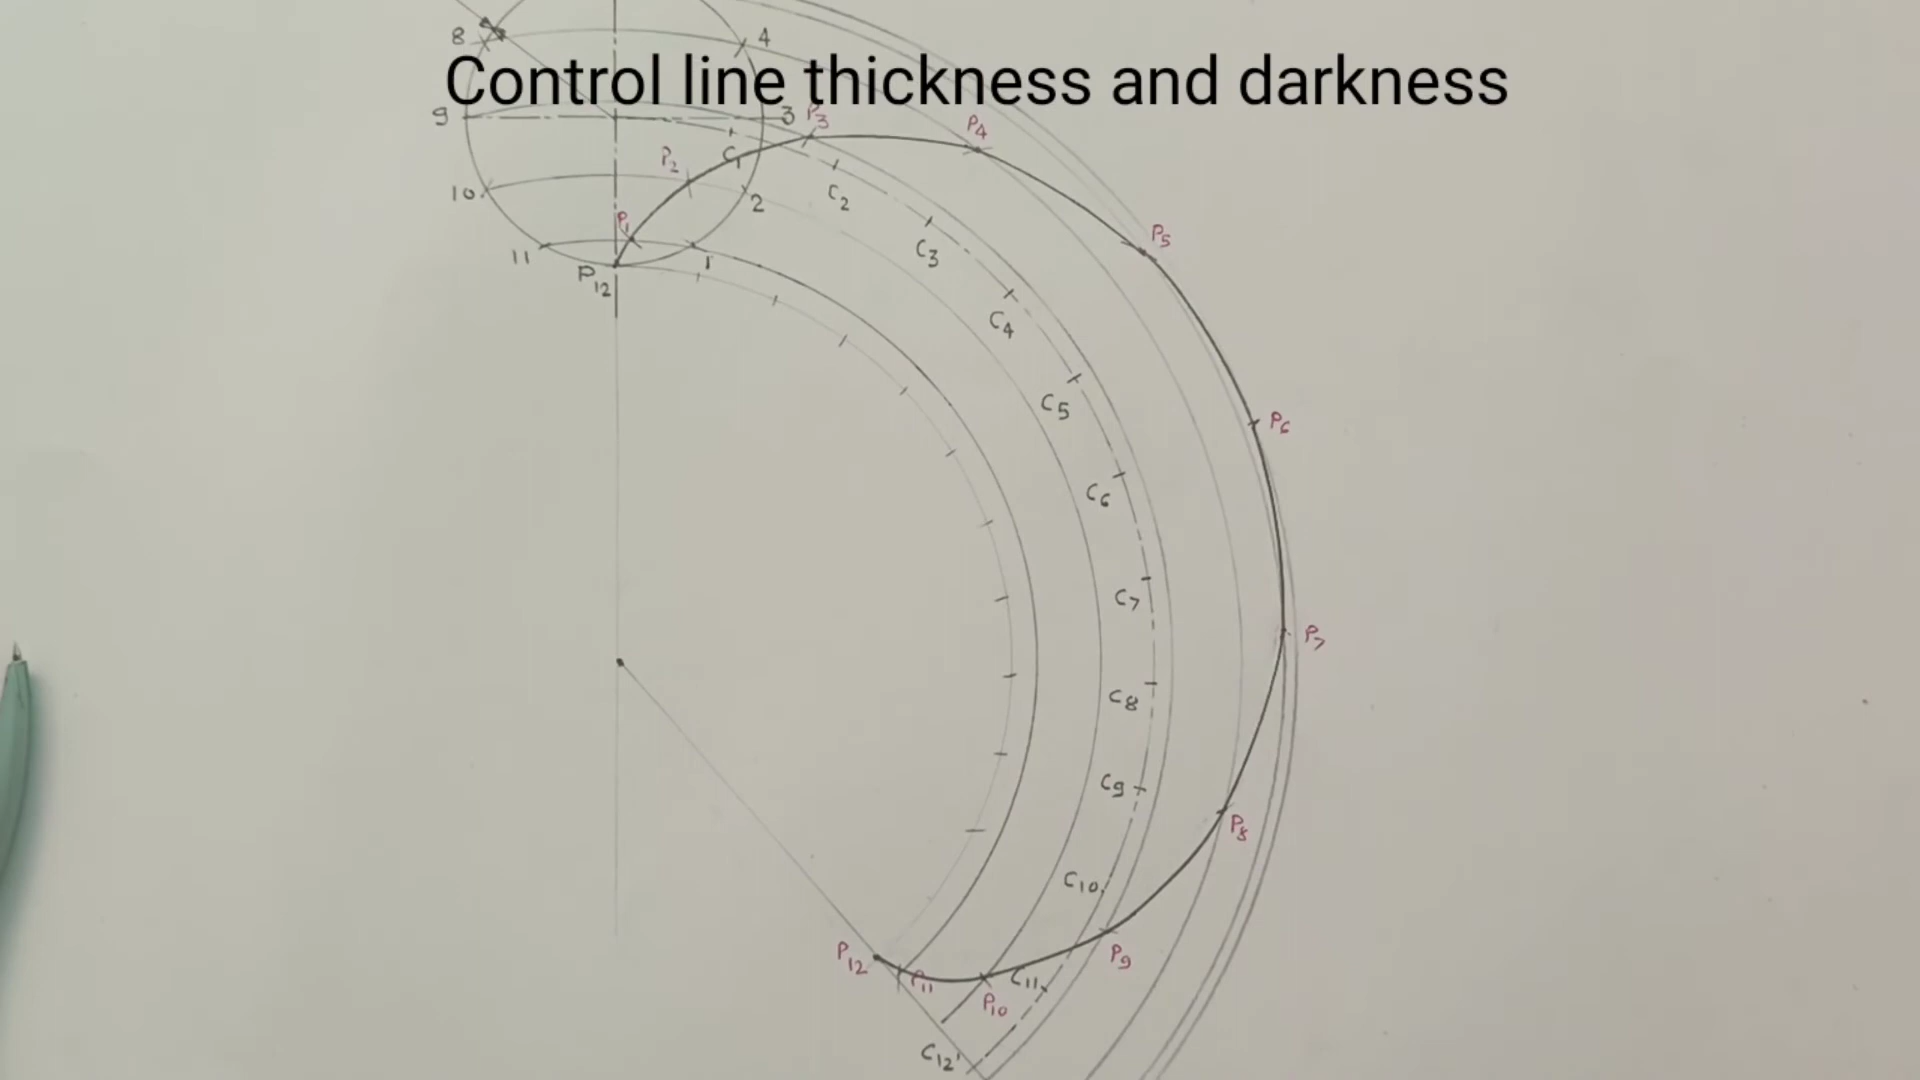 Control line thickness and darkness
8
4
9
3
P3
P4
P2
C1
10
2
C2
P1
P5
11
1
C3
P12
C4
C5
P6
C6
C7
P7
C8
C9
P8
C10
P12
P11
C11
P9
P10
C12'